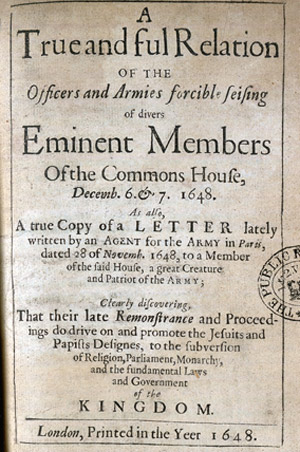 A
True and ful Relation
OF THE
Officers and Armies forcible ſeiſing
of divers
Eminent Members
Of the Commons Houſe,
Decemb. 6. & 7. 1648.
As alſo,
A true Copy of a LETTER lately
written by an AGENT for the ARMY in Paris,
dated 28 of Novemb. 1648, to a Member
of the ſaid Houſe, a great Creature
and Patriot of the ARMY;
Clearly diſcovering,
That their late Remonſtrance and Proceed-
ings do drive on and promote the Jeſuits and
Papiſts Deſignes, to the ſubverſion
of Religion, Parliament, Monarchy,
and the fundamental Laws
and Government
of the
KINGDOM.
London, Printed in the Yeer 1648.
THE PUBLIC